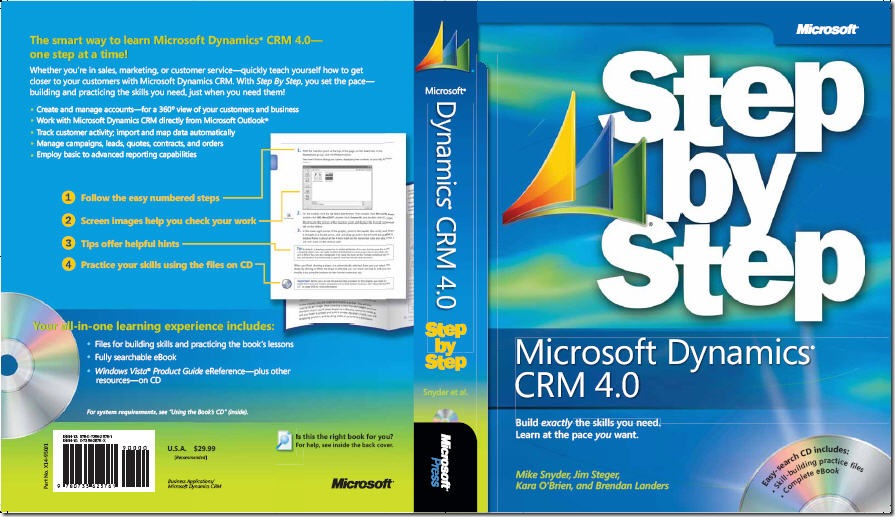 The smart way to learn Microsoft Dynamics® CRM 4.0—
one step at a time!
Whether you're in sales, marketing, or customer service—quickly teach yourself how to get
closer to your customers with Microsoft Dynamics CRM. With Step By Step, you set the pace—
building and practicing the skills you need, just when you need them!
• Create and manage accounts—for a 360° view of your customers and business
• Work with Microsoft Dynamics CRM directly from Microsoft Outlook®
• Track customer activity; import and map data automatically
• Manage campaigns, leads, quotes, contracts, and orders
• Employ basic to advanced reporting capabilities
1 Follow the easy numbered steps
2 Screen images help you check your work
3 Tips offer helpful hints
4 Practice your skills using the files on CD
Your all-in-one learning experience includes:
• Files for building skills and practicing the book's lessons
• Fully searchable eBook
• Windows Vista® Product Guide eReference—plus other
resources—on CD
For system requirements, see "Using the Book's CD" (inside).
90000
U.S.A. $29.99
[Recommended]
Business Applications/
Microsoft Dynamics CRM
Is this the right book for you?
For help, see inside the back cover.
Microsoft®
Microsoft®
Dynamics® CRM 4.0
Step
by
Step
Snyder et al.
Microsoft
Press
Microsoft®
Step
by
Step
Microsoft Dynamics®
CRM 4.0
Build exactly the skills you need.
Learn at the pace you want.
Mike Snyder, Jim Steger,
Kara O'Brien, and Brendan Landers
Easy-search CD includes:
• Skill-building practice files
• Complete eBook